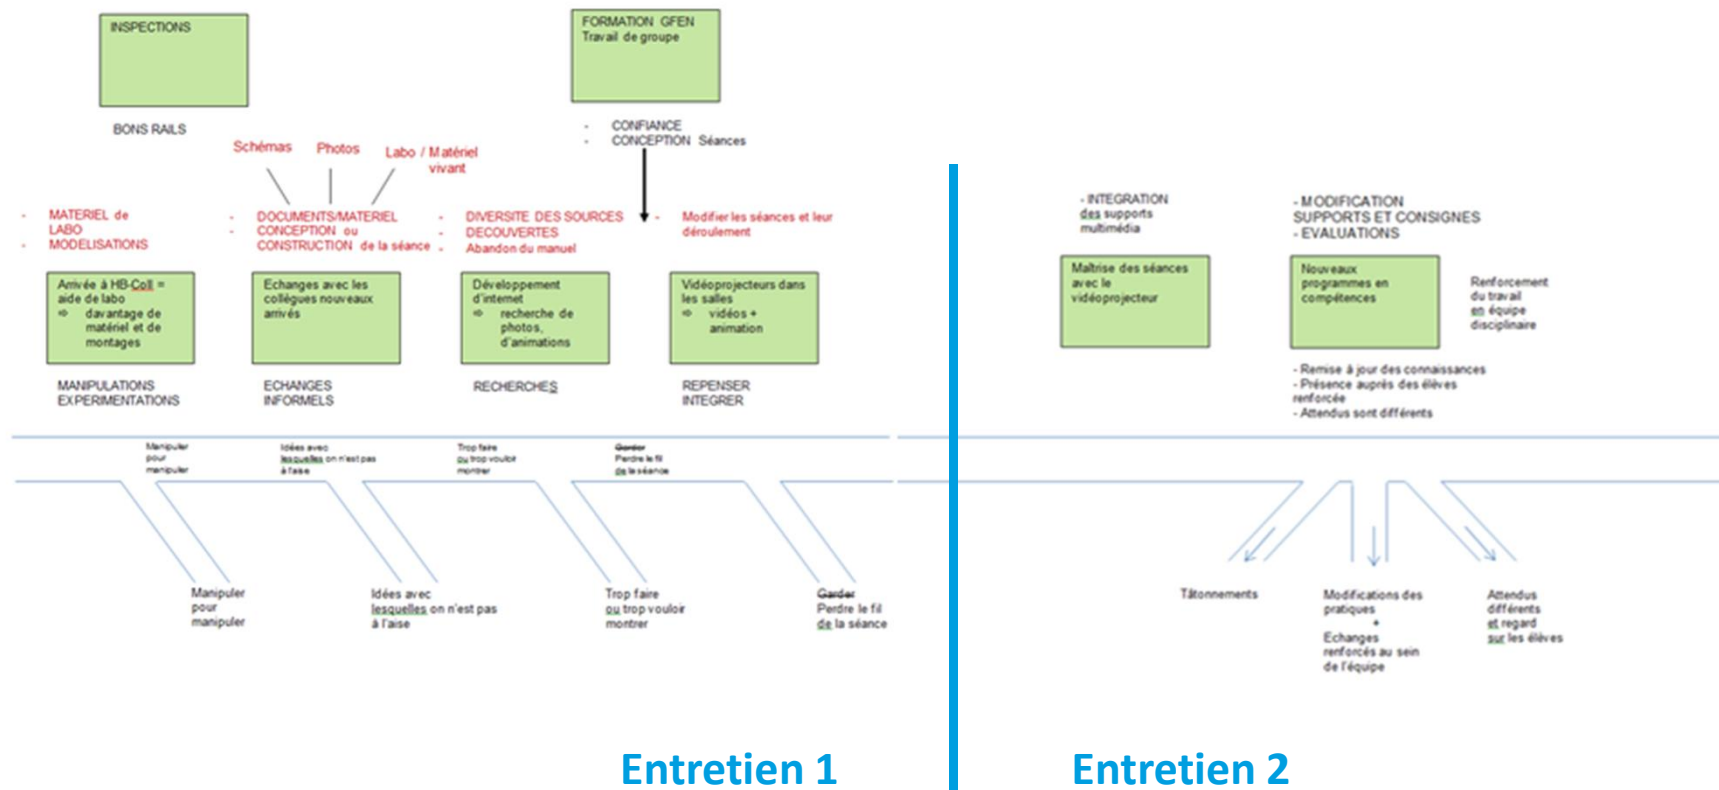 INSPECTIONS
BONS RAILS
FORMATION GFEN
Travail de groupe
- CONFIANCE
- CONCEPTION Séances
Schémas
Photos
Labo / Matériel
vivant
- MATERIEL de
- LABO
- MODELISATIONS
- DOCUMENTS/MATERIEL
- CONCEPTION ou
CONSTRUCTION de la séance
- DIVERSITE DES SOURCES
- DECOUVERTES
- Abandon du manuel
- Modifier les séances et leur
déroulement
Arrivée à HB-Coll =
aide de labo
⇨ davantage de
matériel et de
montages
MANIPULATIONS
EXPERIMENTATIONS
Echanges avec les
collègues nouveaux
arrivés
ECHANGES
INFORMELS
Développement
d'internet
⇨ recherche de
photos,
d'animations
RECHERCHES
Vidéoprojecteurs dans
les salles
⇨ vidéos +
animation
REPENSER
INTEGRER
Manipuler
pour
manipuler
Idées avec
lesquelles on n'est pas
à l'aise
Trop faire
ou trop vouloir
montrer
Garder
Perdre le fil
de la séance
Manipuler
pour
manipuler
Idées avec
lesquelles on n'est pas
à l'aise
Trop faire
ou trop vouloir
montrer
Garder
Perdre le fil
de la séance
Entretien 1
- INTEGRATION
des supports
multimédia
Maîtrise des séances
avec le
vidéoprojecteur
- MODIFICATION
SUPPORTS ET CONSIGNES
- EVALUATIONS
Nouveaux
programmes en
compétences
Renforcement
du travail
en équipe
disciplinaire
- Remise à jour des connaissances
- Présence auprès des élèves
renforcée
- Attendus sont différents
Tâtonnements
Modifications des
pratiques
+
Echanges
renforcés au sein
de l'équipe
Attendus
différents
et regard
sur les élèves
Entretien 2